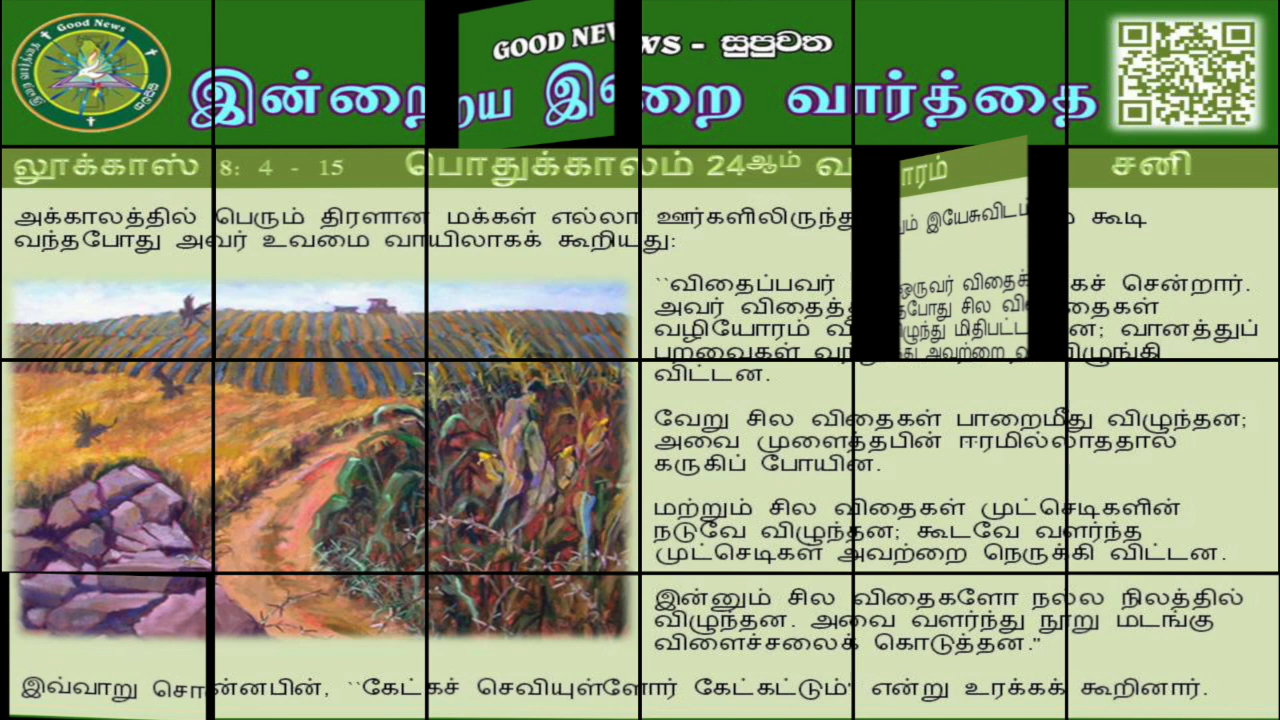 Good News
GOOD NEWS - සුපුවත
இன்றைய இறை வார்த்தை
லூக்காஸ் 8: 4 - 15 பொதுக்காலம் 24ஆம் வாரம் சனி
அக்காலத்தில் பெரும் திரளான மக்கள் எல்லா ஊர்களிலிருந்தும் இயேசுவிடம் கூடி
வந்தபோது அவர் உவமை வாயிலாகக் கூறியது:
``விதைப்பவர் ஒருவர் விதைக்கச் சென்றார்.
அவர் விதைத்தபோது சில விதைகள்
வழியோரம் விழுந்து மிதிபட்டன; வானத்துப்
பறவைகள் வந்து அவற்றை விழுங்கி
விட்டன.
வேறு சில விதைகள் பாறைமீது விழுந்தன;
அவை முளைத்தபின் ஈரமில்லாததால்
கருகிப் போயின.
மற்றும் சில விதைகள் முட்செடிகளின்
நடுவே விழுந்தன; கூடவே வளர்ந்த
முட்செடிகள் அவற்றை நெருக்கி விட்டன.
இன்னும் சில விதைகளோ நல்ல நிலத்தில்
விழுந்தன. அவை வளர்ந்து நூறு மடங்கு
விளைச்சலைக் கொடுத்தன."
இவ்வாறு சொன்னபின், ``கேட்கச் செவியுள்ளோர் கேட்கட்டும்" என்று உரக்கக் கூறினார்.